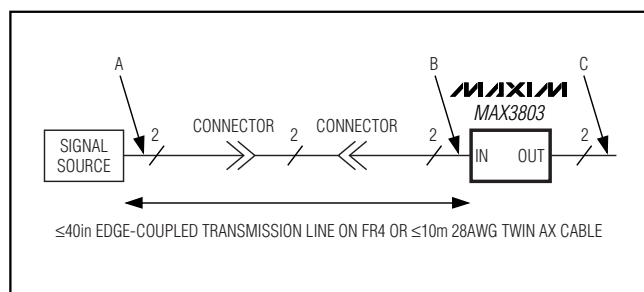 A
B
C
MAXIM
MAX3803
CONNECTOR
CONNECTOR
2
2
2
2
SIGNAL
SOURCE
IN
OUT
≤40in EDGE-COUPLED TRANSMISSION LINE ON FR4 OR ≤10m 28AWG TWIN AX CABLE